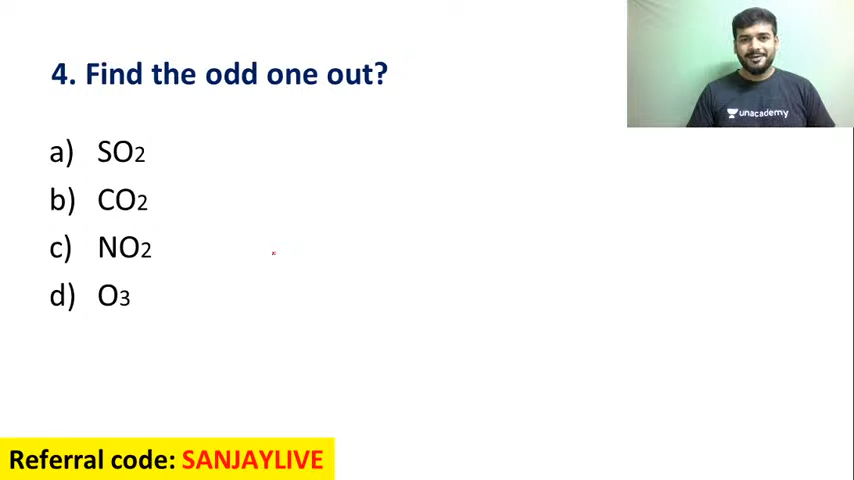 4. Find the odd one out?
a) SO2
b) CO2
c) NO2
d) O3
unacademy
Referral code: SANJAYLIVE